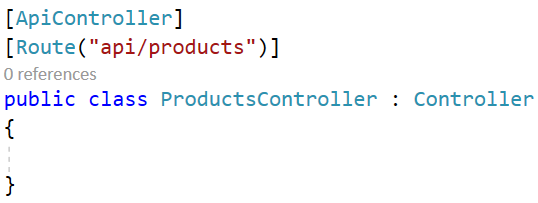 [ApiController]
[Route("api/products")]
0 references
public class ProductsController : Controller
{
}